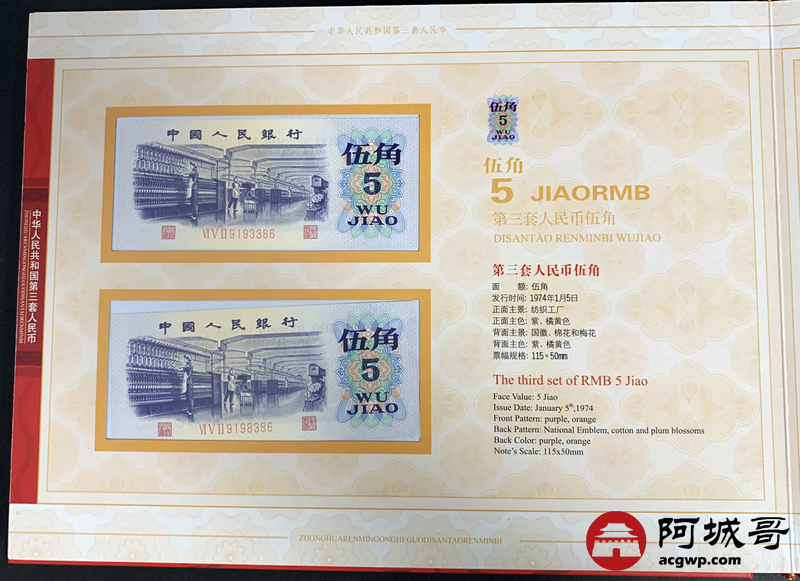 中华人民共和国第三套人民币
中國人民銀行
伍角
5
WU
JIAO
ⅥⅤⅡ9193386
中國人民銀行
伍角
5
WU
JIAO
ⅥⅤⅡ9198386
伍角
5
WU
JIAO
伍角
5 JIAORMB
第三套人民币伍角
DISANTAO RENMINBI WUJIAO
第三套人民币伍角
面 额: 伍角
发行时间: 1974年1月5日
正面主景: 纺织工厂
正面主色: 紫、橘黄色
背面主景: 国徽、棉花和梅花
背面主色: 紫、橘黄色
票幅规格: 115×50mm
The third set of RMB 5 Jiao
Face Value: 5 Jiao
Issue Date: January 5th,1974
Front Pattern: purple, orange
Back Pattern: National Emblem, cotton and plum blossoms
Back Color: purple, orange
Note's Scale: 115x50mm
中华人民共和国第三套人民币
ZHONGHUARENMINGONGHEGUODISANTAORENMINBI
ZHONGHUARENMINGONGHEGUODISANTAORENMINBI
阿城哥
acgwp.com